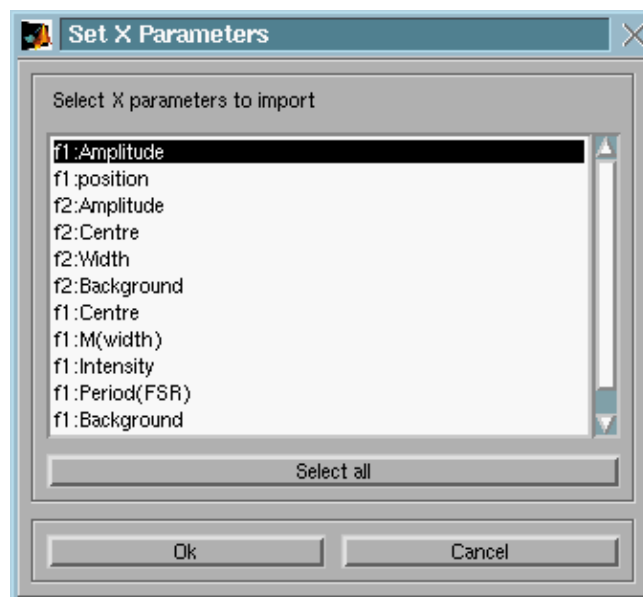 Set X Parameters
Select X parameters to import
f1:Amplitude
f1:position
f2:Amplitude
f2:Centre
f2:Width
f2:Background
f1:Centre
f1:M(width)
f1:Intensity
f1:Period(FSR)
f1:Background
Select all
Ok
Cancel